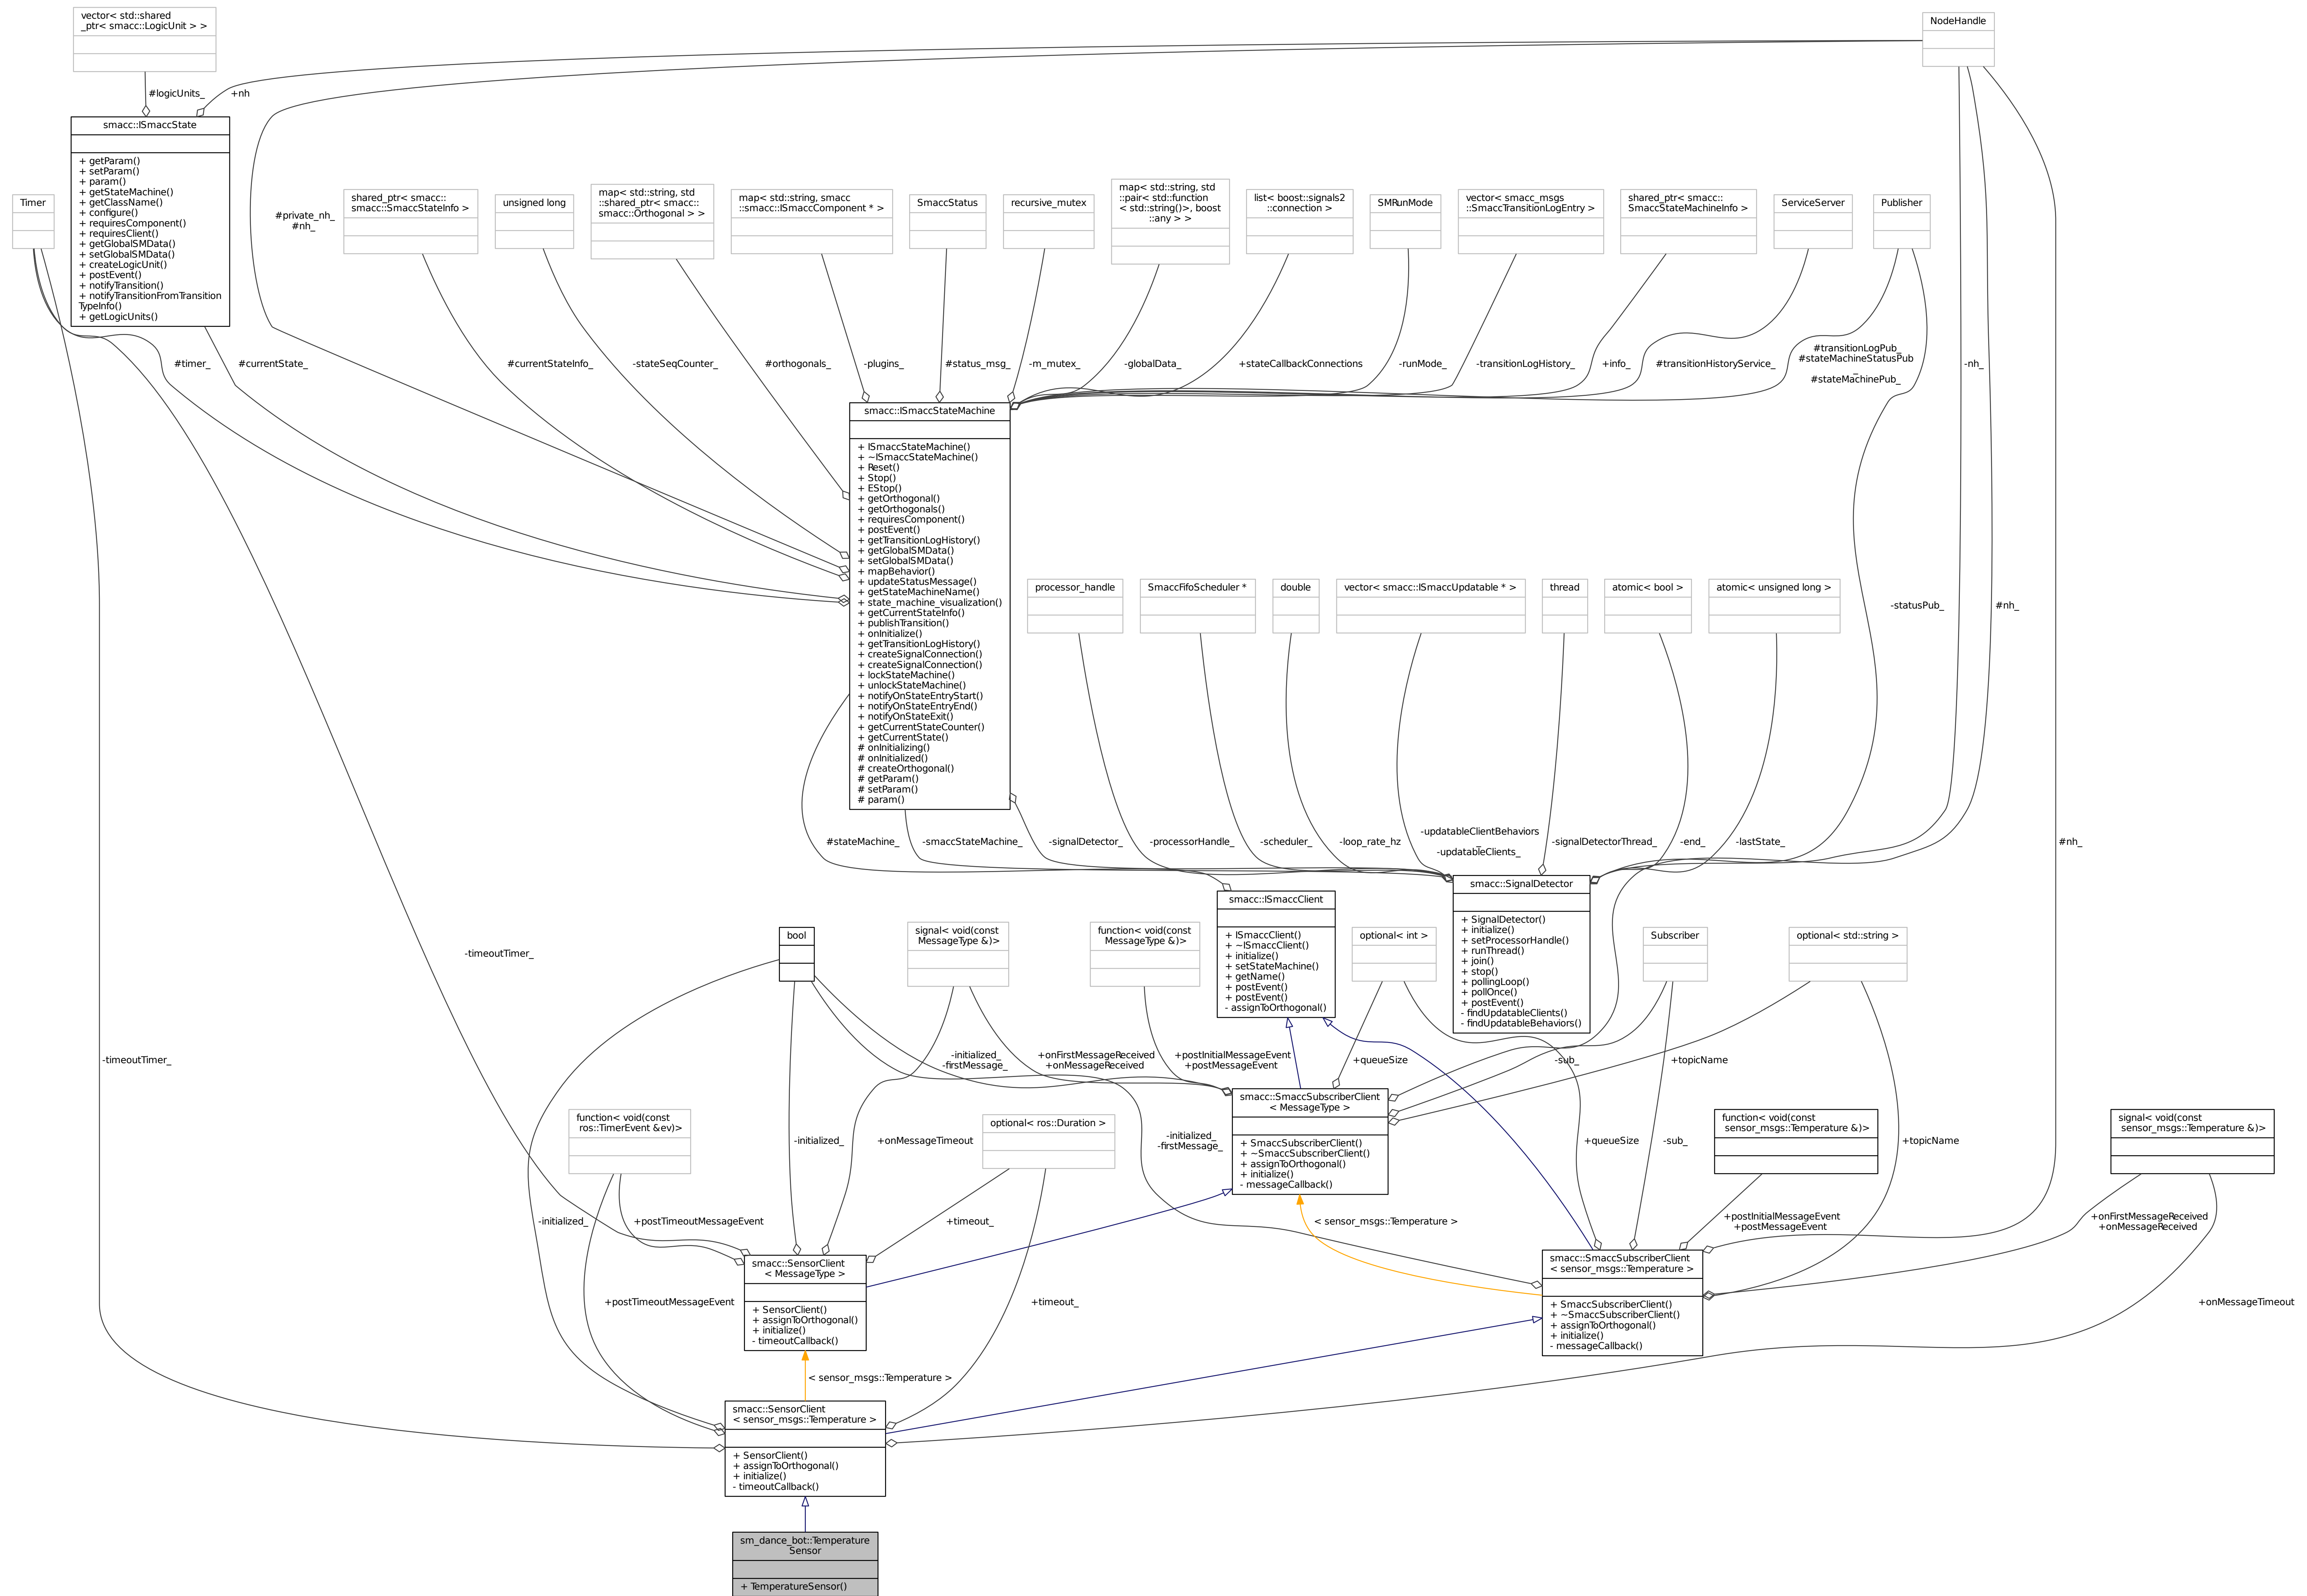 vector< std::shared
_ptr< smacc::LogicUnit > >
NodeHandle
#logicUnits_
+nh
smacc::ISmaccState
+ getParam()
+ setParam()
+ param()
+ getStateMachine()
+ getClassName()
+ configure()
+ requiresComponent()
+ requiresClient()
+ getGlobalSMData()
+ setGlobalSMData()
+ createLogicUnit()
+ postEvent()
+ notifyTransition()
+ notifyTransitionFromTransition
TypeInfo()
+ getLogicUnits()
Timer
#private_nh_
#nh_
shared_ptr< smacc::
smacc::SmaccStateInfo >
unsigned long
map< std::string, std
::shared_ptr< smacc::
smacc::Orthogonal > >
map< std::string, smacc
::smacc::ISmaccComponent * >
SmaccStatus
recursive_mutex
map< std::string, std
::pair< std::function
< std::string()>, boost
::any > >
list< boost::signals2
::connection >
SMRunMode
vector< smacc_msgs
::SmaccTransitionLogEntry >
shared_ptr< smacc::
SmaccStateMachineInfo >
ServiceServer
Publisher
#timer_
#currentState_
#currentStateInfo_
-stateSeqCounter_
#orthogonals_
-plugins_
#status_msg_
-m_mutex_
-globalData_
+stateCallbackConnections
-runMode_
-transitionLogHistory_
+info_
#transitionHistoryService_
#transitionLogPub_
#stateMachineStatusPub
_
#stateMachinePub_
-nh_
smacc::ISmaccStateMachine
+ ISmaccStateMachine()
+ ~ISmaccStateMachine()
+ Reset()
+ Stop()
+ EStop()
+ getOrthogonal()
+ getOrthogonals()
+ requiresComponent()
+ postEvent()
+ getTransitionLogHistory()
+ getGlobalSMData()
+ setGlobalSMData()
+ mapBehavior()
+ updateStatusMessage()
+ getStateMachineName()
+ state_machine_visualization()
+ getCurrentStateInfo()
+ publishTransition()
+ onInitialize()
+ getTransitionLogHistory()
+ createSignalConnection()
+ createSignalConnection()
+ lockStateMachine()
+ unlockStateMachine()
+ notifyOnStateEntryStart()
+ notifyOnStateEntryEnd()
+ notifyOnStateExit()
+ getCurrentStateCounter()
+ getCurrentState()
# onInitializing()
# onInitialized()
# createOrthogonal()
# getParam()
# setParam()
# param()
processor_handle
SmaccFifoScheduler *
double
vector< smacc::ISmaccUpdatable * >
thread
atomic< bool >
atomic< unsigned long >
-statusPub_
#nh_
#stateMachine_
-smaccStateMachine_
-signalDetector_
-processorHandle_
-scheduler_
-loop_rate_hz
-updatableClientBehaviors
_
-updatableClients_
-signalDetectorThread_
-end_
-lastState_
#nh_
smacc::SignalDetector
+ SignalDetector()
+ initialize()
+ setProcessorHandle()
+ runThread()
+ join()
+ stop()
+ pollingLoop()
+ pollOnce()
+ postEvent()
- findUpdatableClients()
- findUpdatableBehaviors()
smacc::ISmaccClient
+ ISmaccClient()
+ ~ISmaccClient()
+ initialize()
+ setStateMachine()
+ getName()
+ postEvent()
+ postEvent()
- assignToOrthogonal()
bool
signal< void(const
MessageType &)>
function< void(const
MessageType &)>
optional< int >
Subscriber
optional< std::string >
-timeoutTimer_
-timeoutTimer_
-initialized_
-firstMessage_
+onFirstMessageReceived
+onMessageReceived
+postInitialMessageEvent
+postMessageEvent
+queueSize
-sub_
+topicName
smacc::SmaccSubscriberClient
< MessageType >
+ SmaccSubscriberClient()
+ ~SmaccSubscriberClient()
+ assignToOrthogonal()
+ initialize()
- messageCallback()
function< void(const
ros::TimerEvent &ev)>
optional< ros::Duration >
function< void(const
sensor_msgs::Temperature &)>
signal< void(const
sensor_msgs::Temperature &)>
-initialized_
+onMessageTimeout
-initialized_
-firstMessage_
+queueSize
-sub_
+topicName
-initialized_
+postTimeoutMessageEvent
+timeout_
< sensor_msgs::Temperature >
+postInitialMessageEvent
+postMessageEvent
+onFirstMessageReceived
+onMessageReceived
smacc::SensorClient
< MessageType >
+ SensorClient()
+ assignToOrthogonal()
+ initialize()
- timeoutCallback()
smacc::SmaccSubscriberClient
< sensor_msgs::Temperature >
+ SmaccSubscriberClient()
+ ~SmaccSubscriberClient()
+ assignToOrthogonal()
+ initialize()
- messageCallback()
+postTimeoutMessageEvent
+timeout_
+onMessageTimeout
< sensor_msgs::Temperature >
smacc::SensorClient
< sensor_msgs::Temperature >
+ SensorClient()
+ assignToOrthogonal()
+ initialize()
- timeoutCallback()
sm_dance_bot::Temperature
Sensor
+ TemperatureSensor()